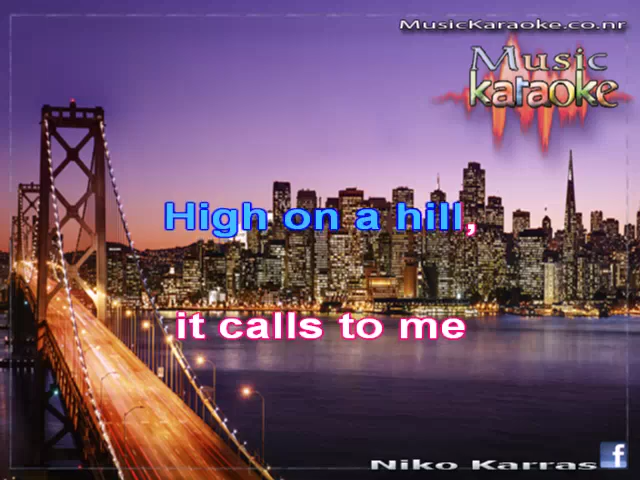 MusicKaraoke.co.nr
Music
karaoke
High on a hill,
it calls to me
Niko Karras f